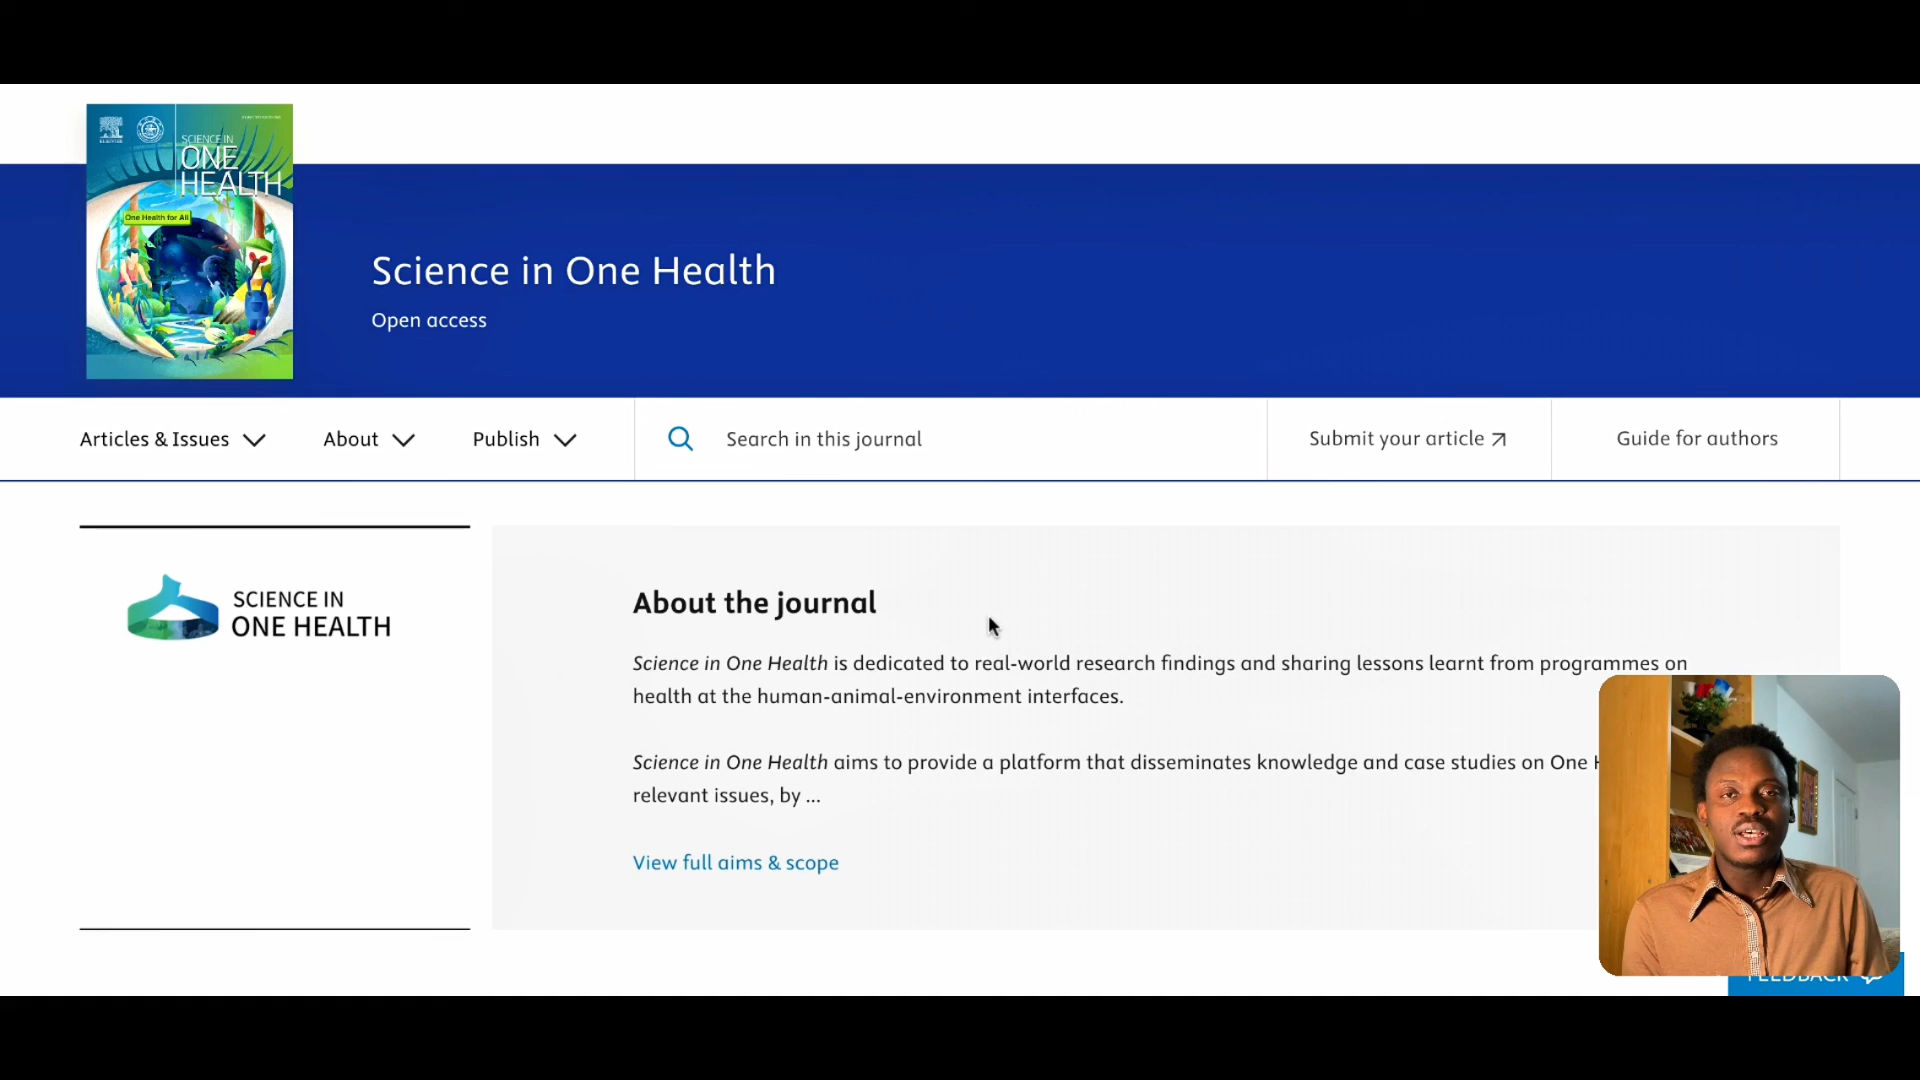 ELSEVIER
SCIENCE IN
ONE
HEALTH
One Health for All
Science in One Health
Open access
Articles & Issues
About
Publish
Search in this journal
Submit your article
Guide for authors
SCIENCE IN
ONE HEALTH
About the journal
Science in One Health is dedicated to real-world research findings and sharing lessons learnt from programmes on
health at the human-animal-environment interfaces.
Science in One Health aims to provide a platform that disseminates knowledge and case studies on One
relevant issues, by ...
View full aims & scope
FEEDBACK